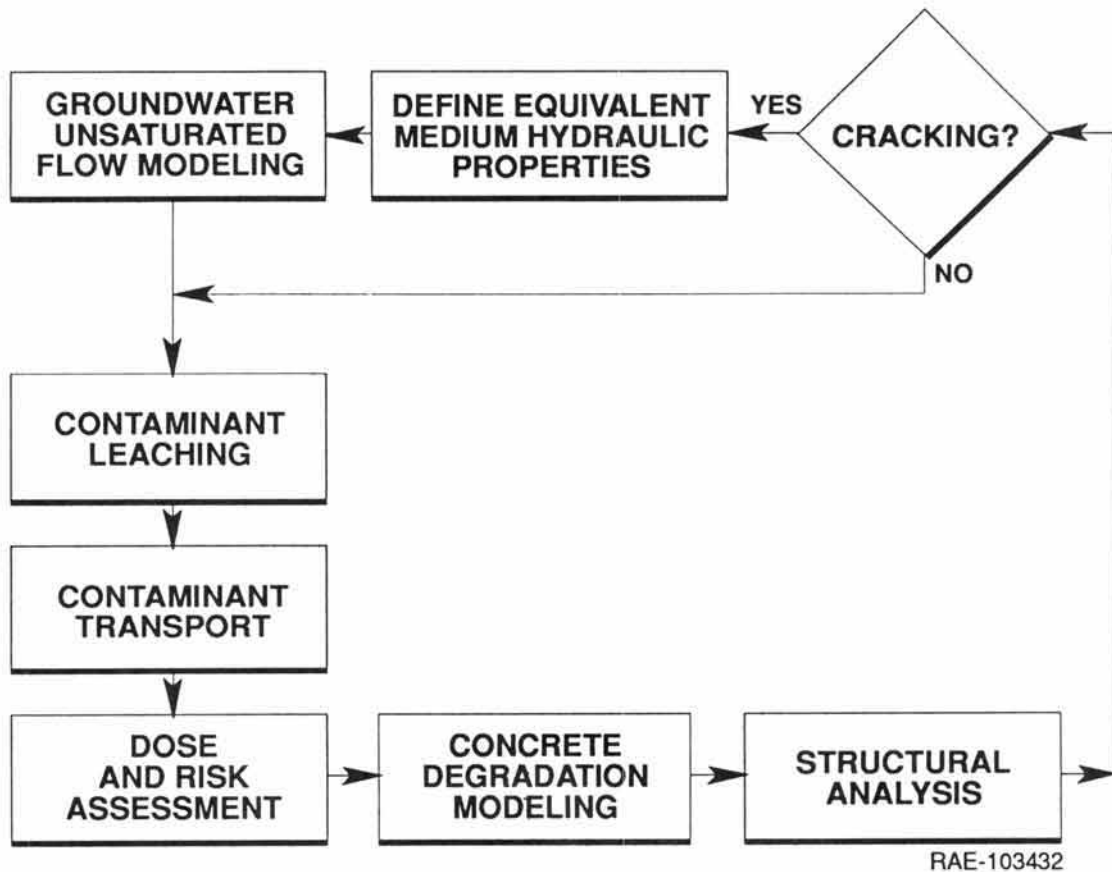 GROUNDWATER
UNSATURATED
FLOW MODELING
DEFINE EQUIVALENT
MEDIUM HYDRAULIC
PROPERTIES
YES
CRACKING?
NO
CONTAMINANT
LEACHING
CONTAMINANT
TRANSPORT
DOSE
AND RISK
ASSESSMENT
CONCRETE
DEGRADATION
MODELING
STRUCTURAL
ANALYSIS
RAE-103432